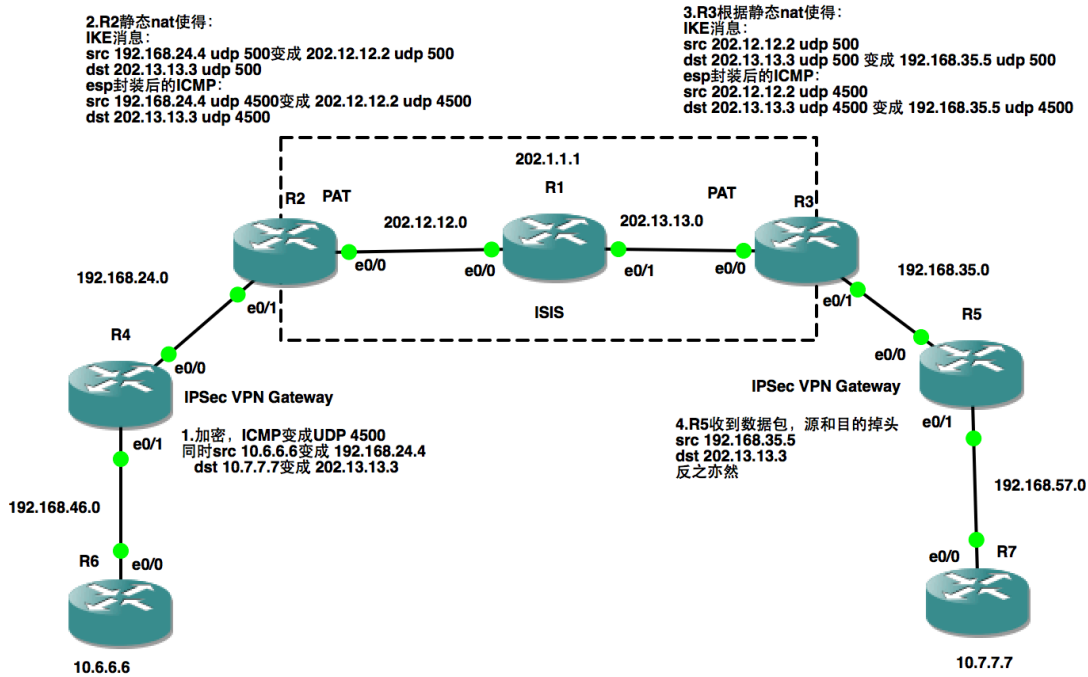 2.R2静态nat使得：
IKE消息：
src 192.168.24.4 udp 500变成 202.12.12.2 udp 500
dst 202.13.13.3 udp 500
esp封装后的ICMP：
src 192.168.24.4 udp 4500变成 202.12.12.2 udp 4500
dst 202.13.13.3 udp 4500
3.R3根据静态nat使得：
IKE消息：
src 202.12.12.2 udp 500
dst 202.13.13.3 udp 500 变成 192.168.35.5 udp 500
esp封装后的ICMP：
src 202.12.12.2 udp 4500
dst 202.13.13.3 udp 4500 变成 192.168.35.5 udp 4500
202.1.1.1
R2
PAT
R1
PAT
R3
202.12.12.0
202.13.13.0
e0/0
e0/0
e0/1
e0/0
192.168.24.0
e0/1
ISIS
e0/1
192.168.35.0
R4
e0/0
R5
e0/0
IPSec VPN Gateway
IPSec VPN Gateway
e0/1
1.加密，ICMP变成UDP 4500
同时src 10.6.6.6变成 192.168.24.4
dst 10.7.7.7变成 202.13.13.3
4.R5收到数据包，源和目的掉头
src 192.168.35.5
dst 202.13.13.3
反之亦然
e0/1
192.168.46.0
192.168.57.0
R6
e0/0
e0/0
R7
10.6.6.6
10.7.7.7